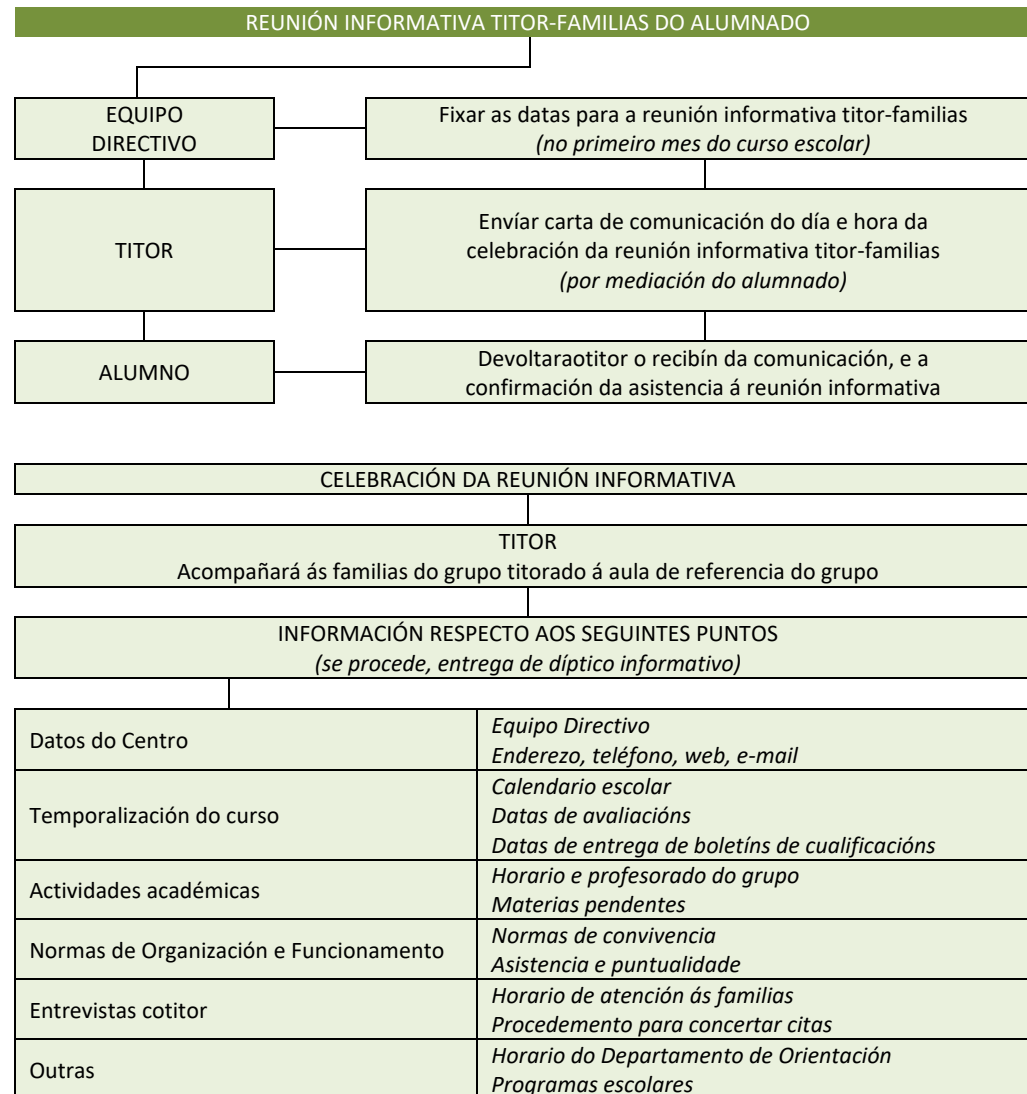 REUNIÓN INFORMATIVA TITOR-FAMILIAS DO ALUMNADO
EQUIPO
DIRECTIVO
Fixar as datas para a reunión informativa titor-familias
(no primeiro mes do curso escolar)
TITOR
Envíar carta de comunicación do día e hora da
celebración da reunión informativa titor-familias
(por mediación do alumnado)
ALUMNO
Devoltaraotitor o recibín da comunicación, e a
confirmación da asistencia á reunión informativa
CELEBRACIÓN DA REUNIÓN INFORMATIVA
TITOR
Acompañará ás familias do grupo titorado á aula de referencia do grupo
INFORMACIÓN RESPECTO AOS SEGUINTES PUNTOS
(se procede, entrega de díptico informativo)
Datos do Centro
Equipo Directivo
Enderezo, teléfono, web, e-mail
Temporalización do curso
Calendario escolar
Datas de avaliacións
Datas de entrega de boletíns de cualificacións
Actividades académicas
Horario e profesorado do grupo
Materias pendentes
Normas de Organización e Funcionamento
Normas de convivencia
Asistencia e puntualidade
Entrevistas cotitor
Horario de atención ás familias
Procedemento para concertar citas
Outras
Horario do Departamento de Orientación
Programas escolares